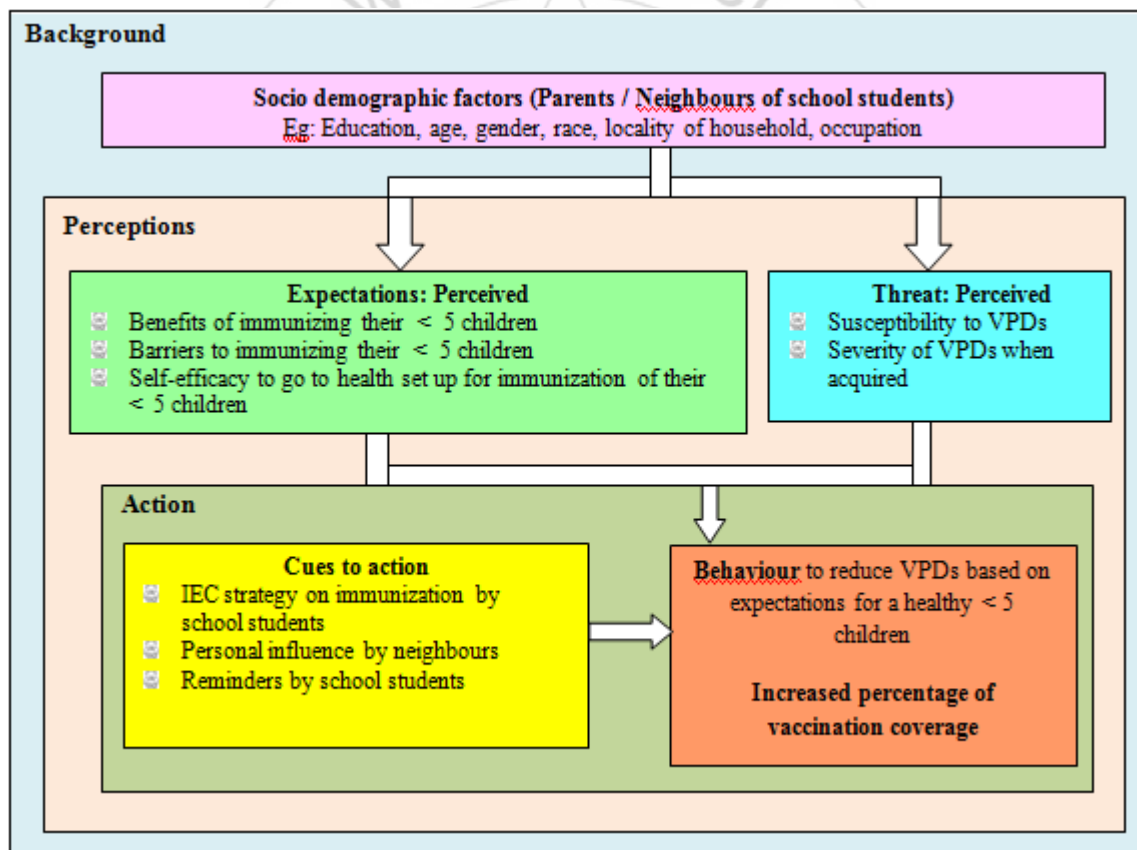 Background
Socio demographic factors (Parents / Neighbours of school students)
Eg: Education, age, gender, race, locality of household, occupation
Perceptions
Expectations: Perceived
Benefits of immunizing their < 5 children
Barriers to immunizing their < 5 children
Self-efficacy to go to health set up for immunization of their
< 5 children
Threat: Perceived
Susceptibility to VPDs
Severity of VPDs when
acquired
Action
Cues to action
IEC strategy on immunization by
school students
Personal influence by neighbours
Reminders by school students
Behaviour to reduce VPDs based on
expectations for a healthy < 5
children
Increased percentage of
vaccination coverage